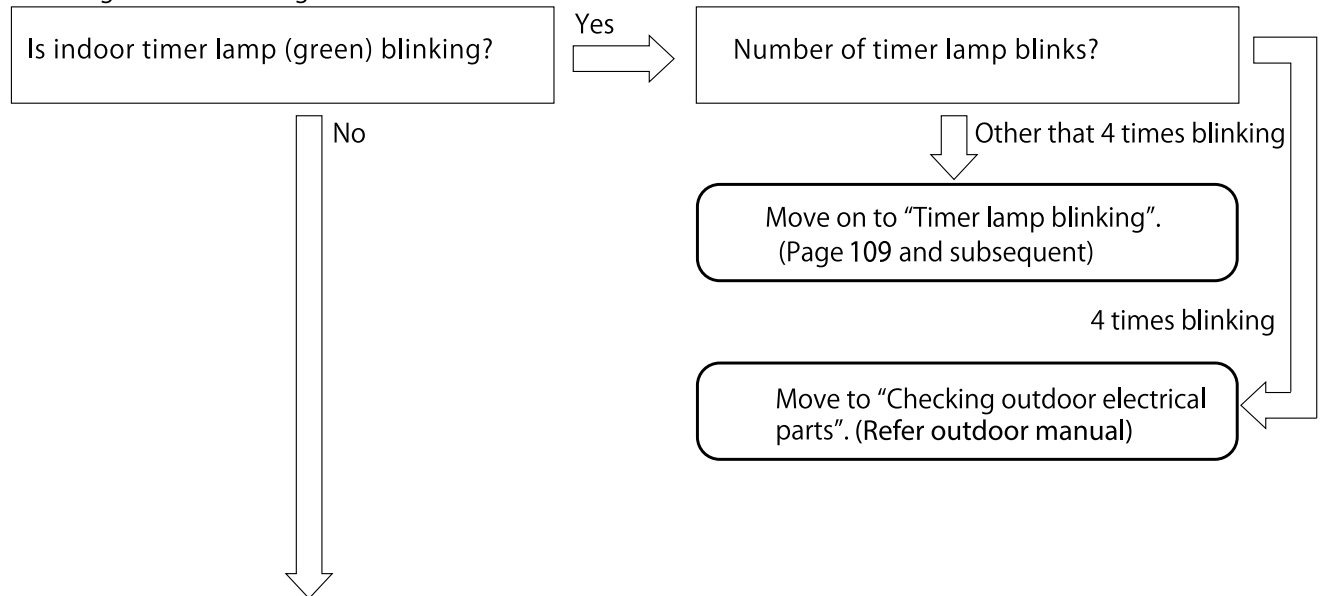 Is indoor timer lamp (green) blinking?
Yes
Number of timer lamp blinks?
No
Other that 4 times blinking
Move on to “Timer lamp blinking”.
(Page 109 and subsequent)
4 times blinking
Move to “Checking outdoor electrical
parts”. (Refer outdoor manual)